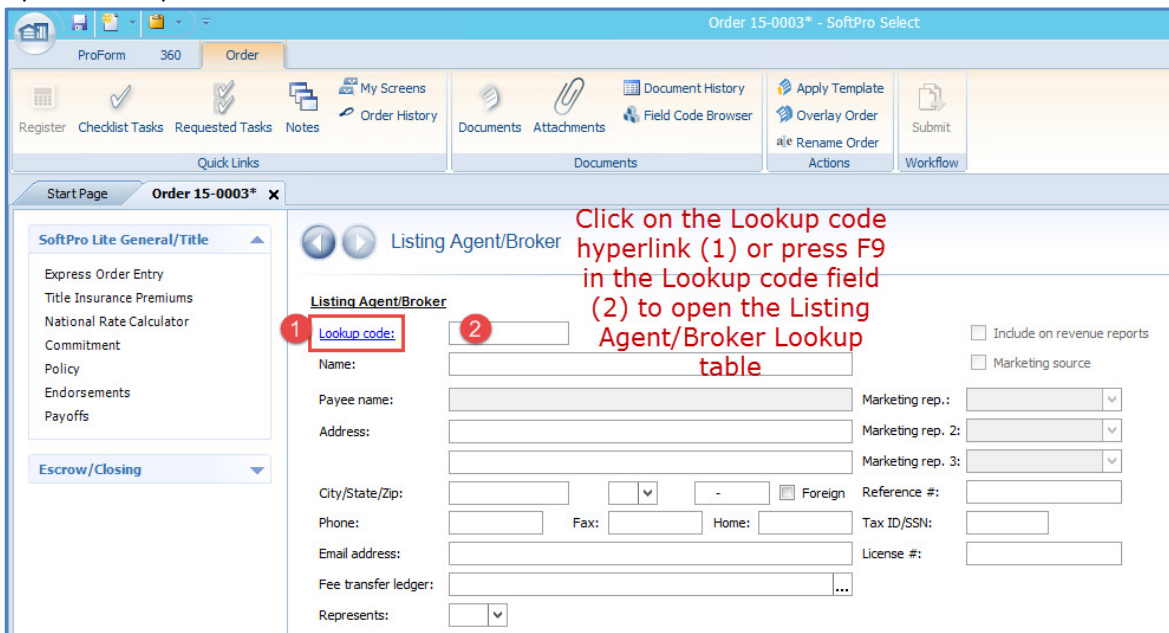 Order 15-0003* - SoftPro Select
ProForm 360 Order
Register Checklist Tasks Requested Tasks Notes My Screens Order History
Documents Attachments Document History Field Code Browser
Apply Template Overlay Order a|e Rename Order Submit
Quick Links Documents Actions Workflow
Start Page Order 15-0003* x
SoftPro Lite General/Title
Express Order Entry
Title Insurance Premiums
National Rate Calculator
Commitment
Policy
Endorsements
Payoffs
Escrow/Closing
Listing Agent/Broker
Click on the Lookup code
hyperlink (1) or press F9
in the Lookup code field
(2) to open the Listing
Agent/Broker Lookup
table
Listing Agent/Broker
1 Lookup code: 2 Include on revenue reports
Name: Marketing source
Payee name: Marketing rep.:
Address: Marketing rep. 2:
Marketing rep. 3:
City/State/Zip: - Foreign Reference #:
Phone: Fax: Home: Tax ID/SSN:
Email address: License #:
Fee transfer ledger: ...
Represents: